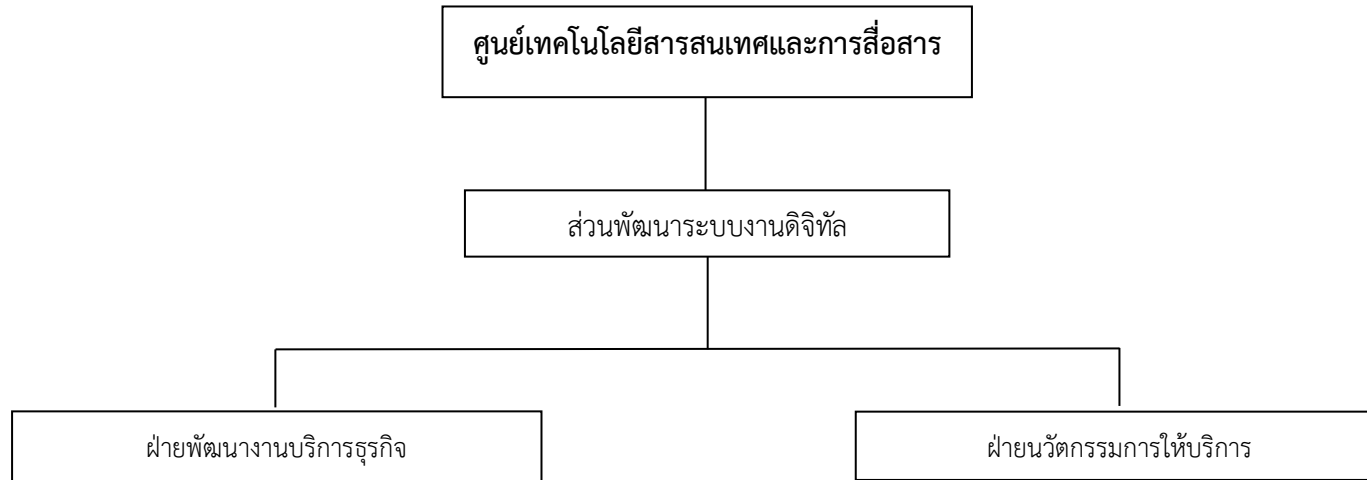 ศูนย์เทคโนโลยีสารสนเทศและการสื่อสาร
ส่วนพัฒนาระบบงานดิจิทัล
ฝ่ายพัฒนางานบริการธุรกิจ
ฝ่ายนวัตกรรมการให้บริการ